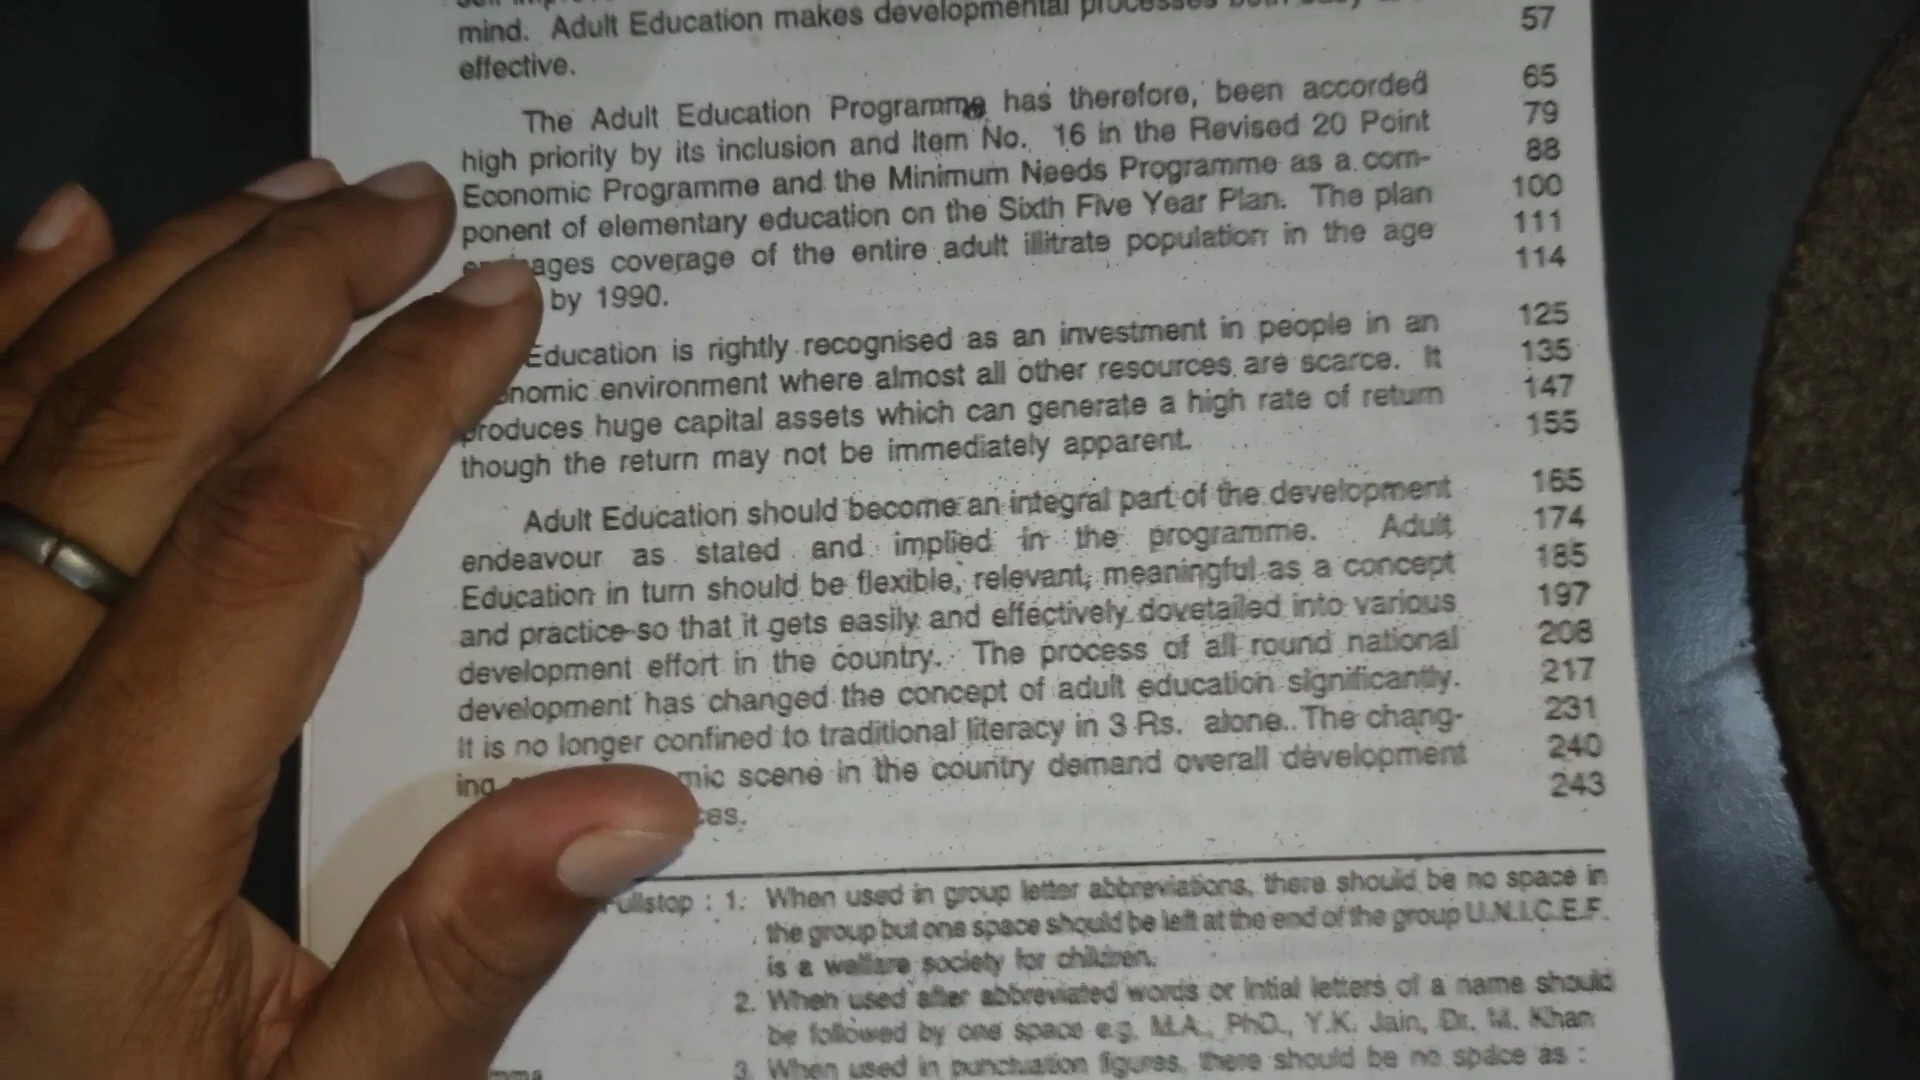 mind. Adult Education makes developmental processes both easy
57
effective.
The Adult Education Programme has therefore, been accorded 65
high priority by its inclusion and Item No. 16 in the Revised 20 Point 79
Economic Programme and the Minimum Needs Programme as a com- 88
ponent of elementary education on the Sixth Five Year Plan. The plan 100
ages coverage of the entire adult illitrate population in the age 111
by 1990. 114
Education is rightly recognised as an investment in people in an 125
nomic environment where almost all other resources are scarce. It 135
produces huge capital assets which can generate a high rate of return 147
though the return may not be immediately apparent. 155
Adult Education should become an integral part of the development 165
endeavour as stated and implied in the programme. Adult 174
Education in turn should be flexible, relevant, meaningful as a concept 185
and practice so that it gets easily and effectively dovetailed into various 197
development effort in the country. The process of all round national 208
development has changed the concept of adult education significantly. 217
It is no longer confined to traditional literacy in 3 Rs. alone. The chang- 231
ing mic scene in the country demand overall development 240
ces. 243
Fullstop : 1. When used in group letter abbreviations, there should be no space in
the group but one space should be left at the end of the group U.N.I.C.E.F.
is a welfare society for children.
2. When used after abbreviated words or intial letters of a name should
be followed by one space e.g. M.A., PhD., Y.K. Jain, Dr. M. Khan
3. When used in punctuation figures, there should be no space as :